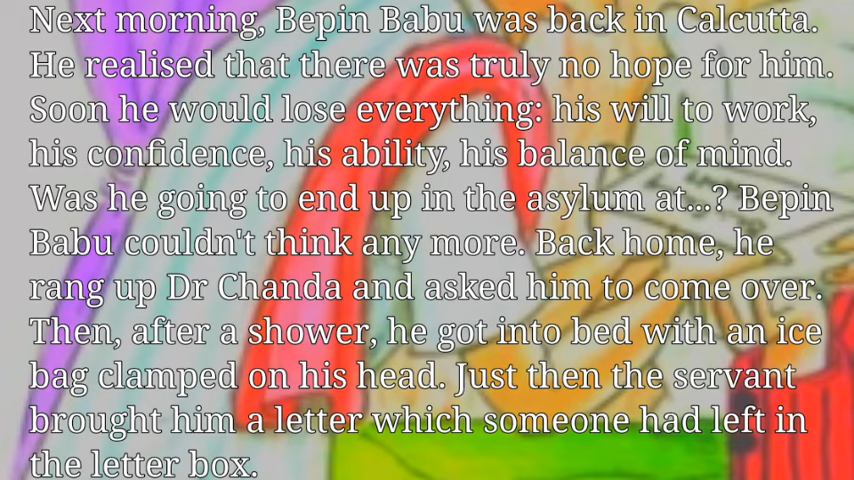 Next morning, Bepin Babu was back in Calcutta.
He realised that there was truly no hope for him.
Soon he would lose everything: his will to work,
his confidence, his ability, his balance of mind.
Was he going to end up in the asylum at...? Bepin
Babu couldn't think any more. Back home, he
rang up Dr Chanda and asked him to come over.
Then, after a shower, he got into bed with an ice
bag clamped on his head. Just then the servant
brought him a letter which someone had left in
the letter box.